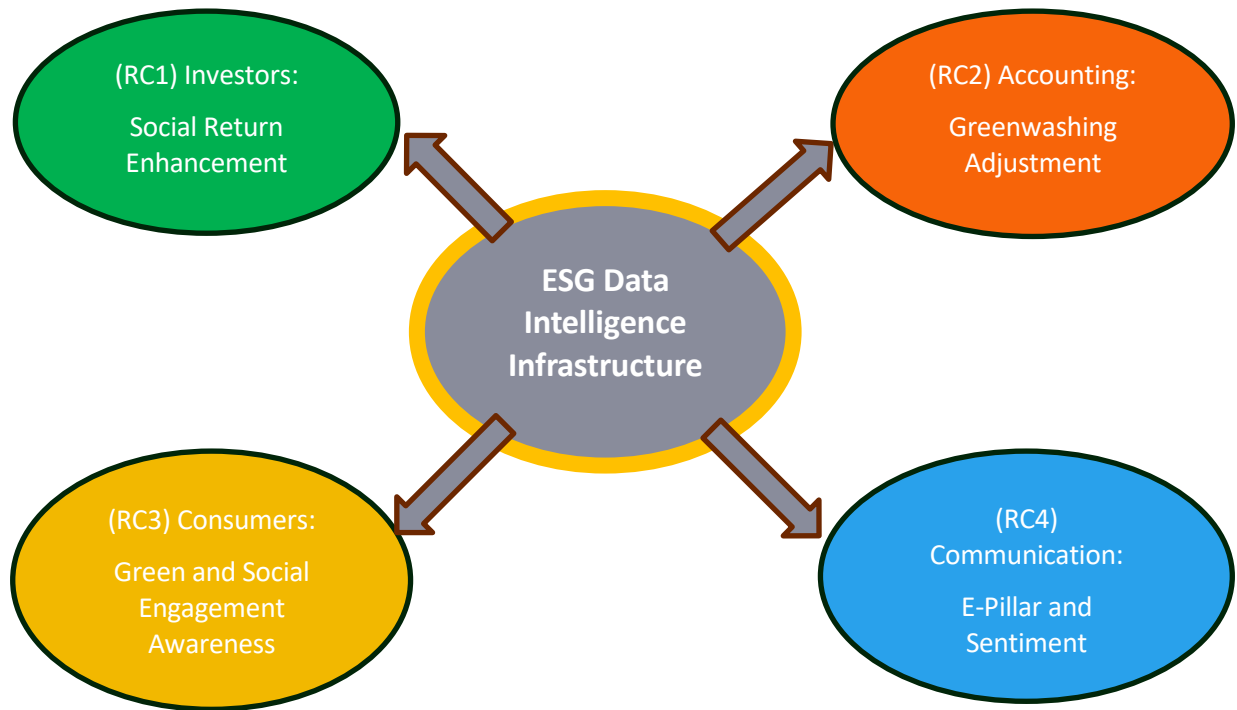 (RC1) Investors:
Social Return
Enhancement
(RC2) Accounting:
Greenwashing
Adjustment
ESG Data
Intelligence
Infrastructure
(RC3) Consumers:
Green and Social
Engagement
Awareness
(RC4)
Communication:
E-Pillar and
Sentiment